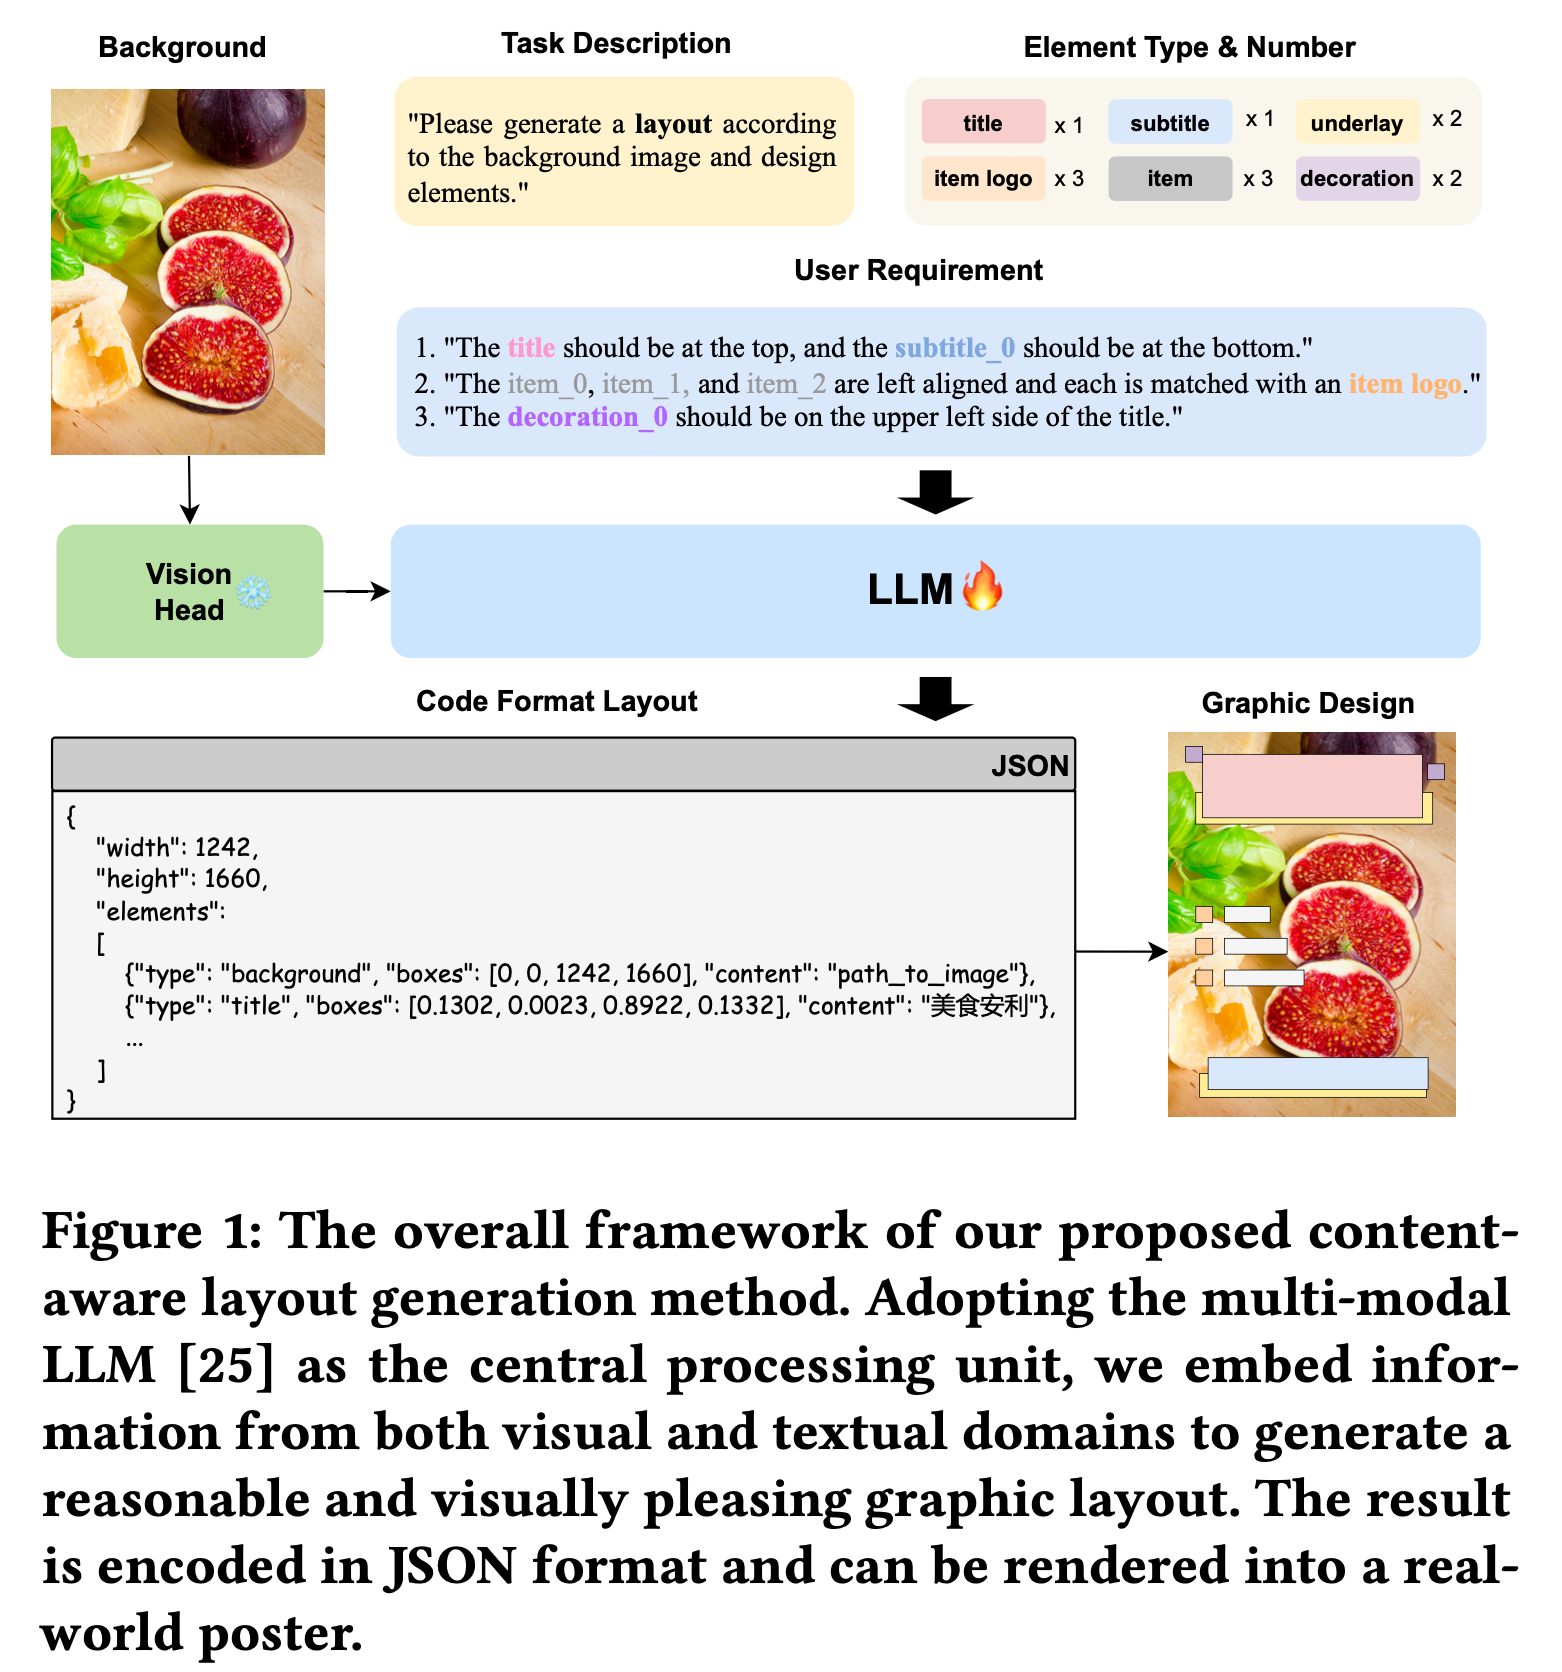 Background
Task Description
Element Type & Number
"Please generate a layout according
to the background image and design
elements."
title x 1 subtitle x 1 underlay x 2
item logo x 3 item x 3 decoration x 2
User Requirement
1. "The title should be at the top, and the subtitle_0 should be at the bottom."
2. "The item_0, item_1, and item_2 are left aligned and each is matched with an item logo."
3. "The decoration_0 should be on the upper left side of the title."
Vision
Head
LLM
Code Format Layout
Graphic Design
JSON
{
"width": 1242,
"height": 1660,
"elements":
[
{"type": "background", "boxes": [0, 0, 1242, 1660], "content": "path_to_image"},
{"type": "title", "boxes": [0.1302, 0.0023, 0.8922, 0.1332], "content": "美食安利"},
...
]
}
Figure 1: The overall framework of our proposed content-
aware layout generation method. Adopting the multi-modal
LLM [25] as the central processing unit, we embed infor-
mation from both visual and textual domains to generate a
reasonable and visually pleasing graphic layout. The result
is encoded in JSON format and can be rendered into a real-
world poster.